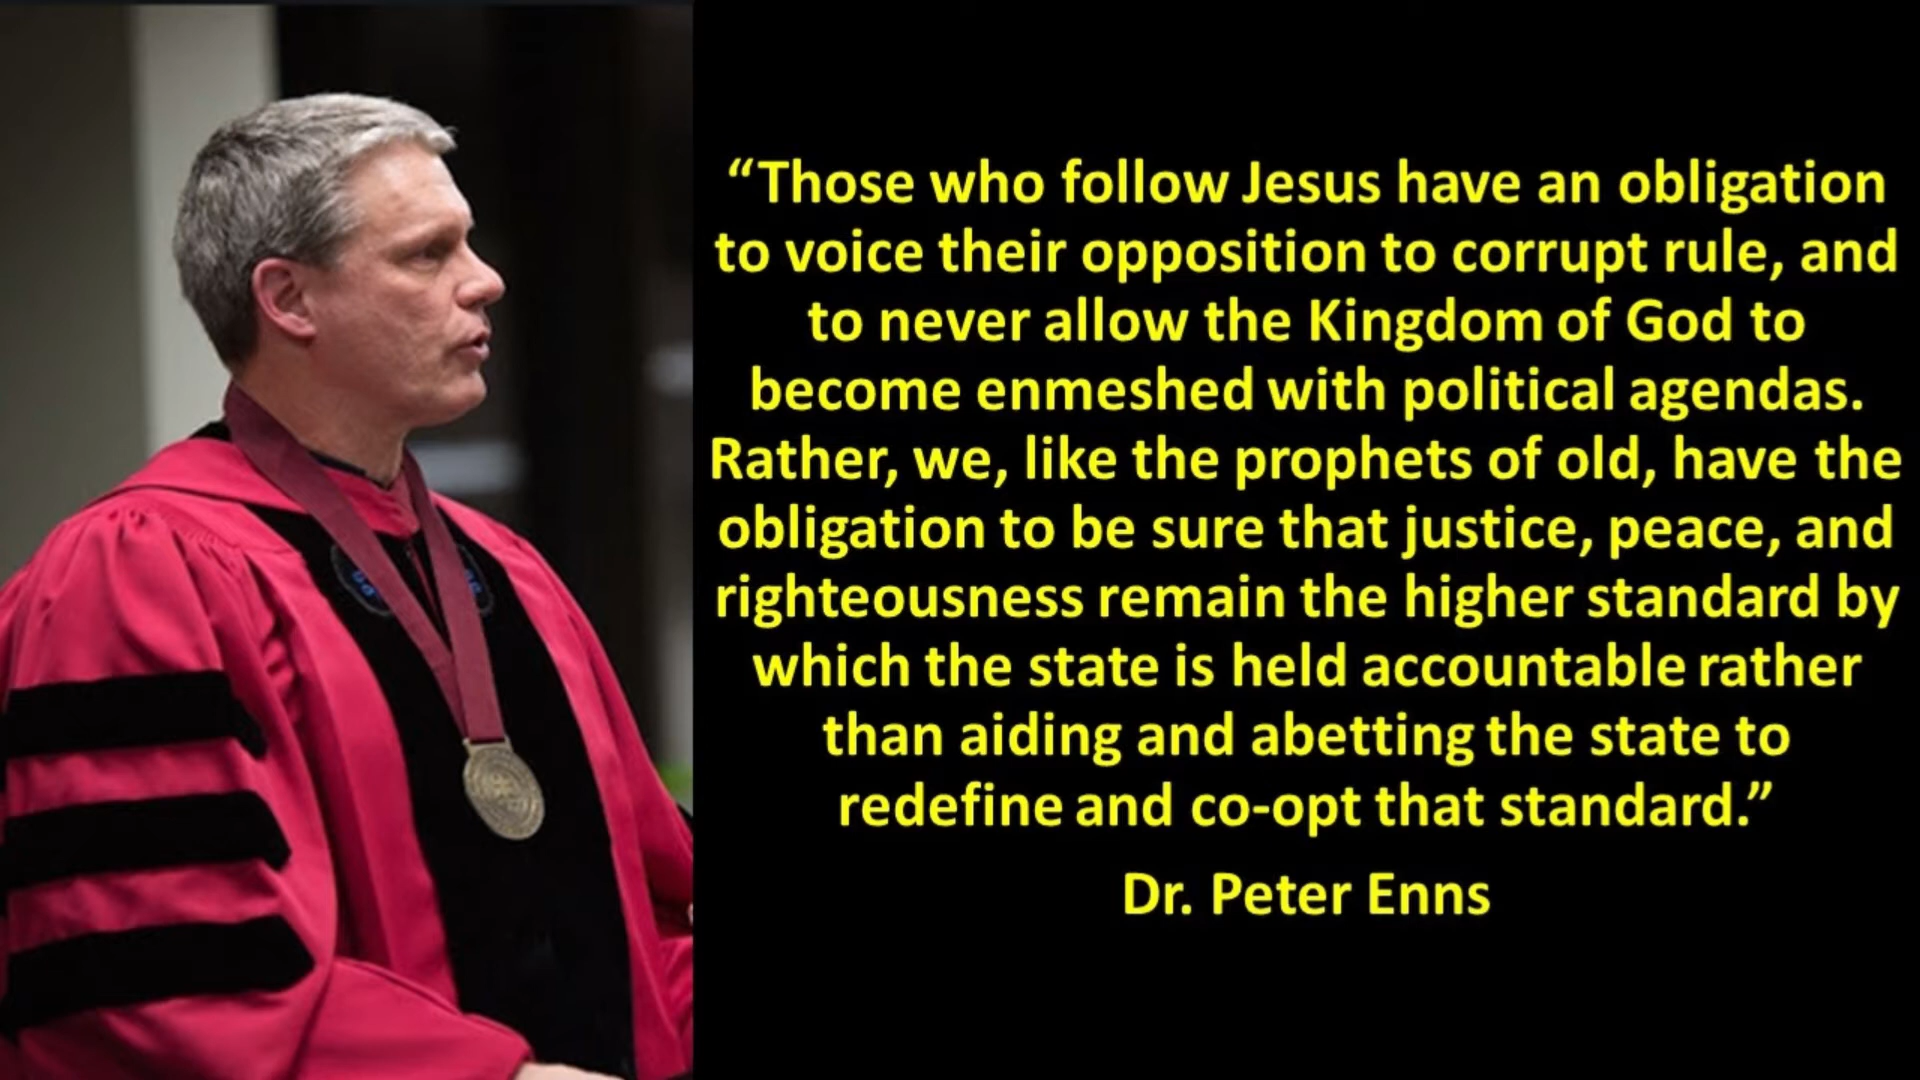 “Those who follow Jesus have an obligation
to voice their opposition to corrupt rule, and
to never allow the Kingdom of God to
become enmeshed with political agendas.
Rather, we, like the prophets of old, have the
obligation to be sure that justice, peace, and
righteousness remain the higher standard by
which the state is held accountable rather
than aiding and abetting the state to
redefine and co-opt that standard.”
Dr. Peter Enns